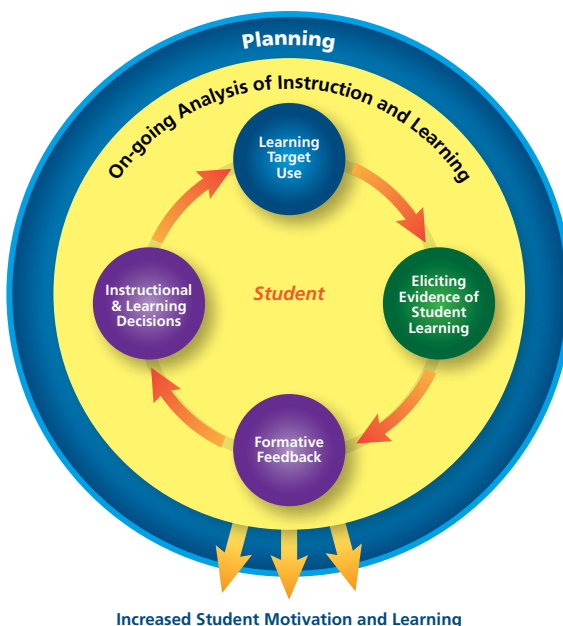 Planning
On-going Analysis of Instruction and Learning
Learning
Target
Use
Instructional
& Learning
Decisions
Student
Eliciting
Evidence of
Student
Learning
Formative
Feedback
Increased Student Motivation and Learning